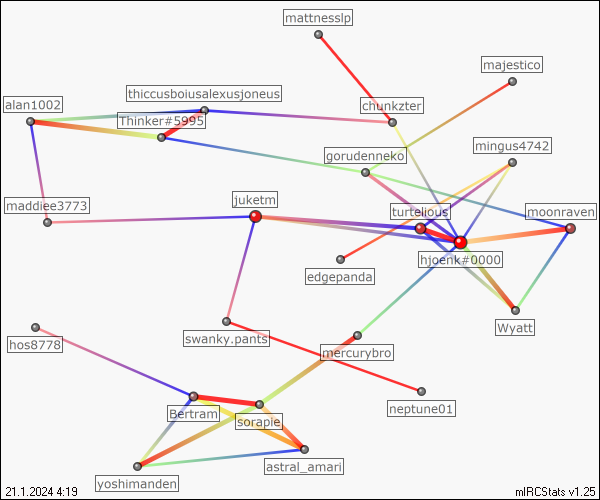 mattnesslp
majestico
thiccusboiusalexusjoneus
alan1002
chunkzter
Thinker#5995
mingus4742
gorudenneko
juketm
maddiee3773
turtelious
moonraven
hjoenk#0000
edgepanda
Wyatt
swanky.pants
hos8778
mercurybro
neptune01
Bertram
sorapie
astral_amari
yoshimanden
21.1.2024 4:19
mIRCStats v1.25